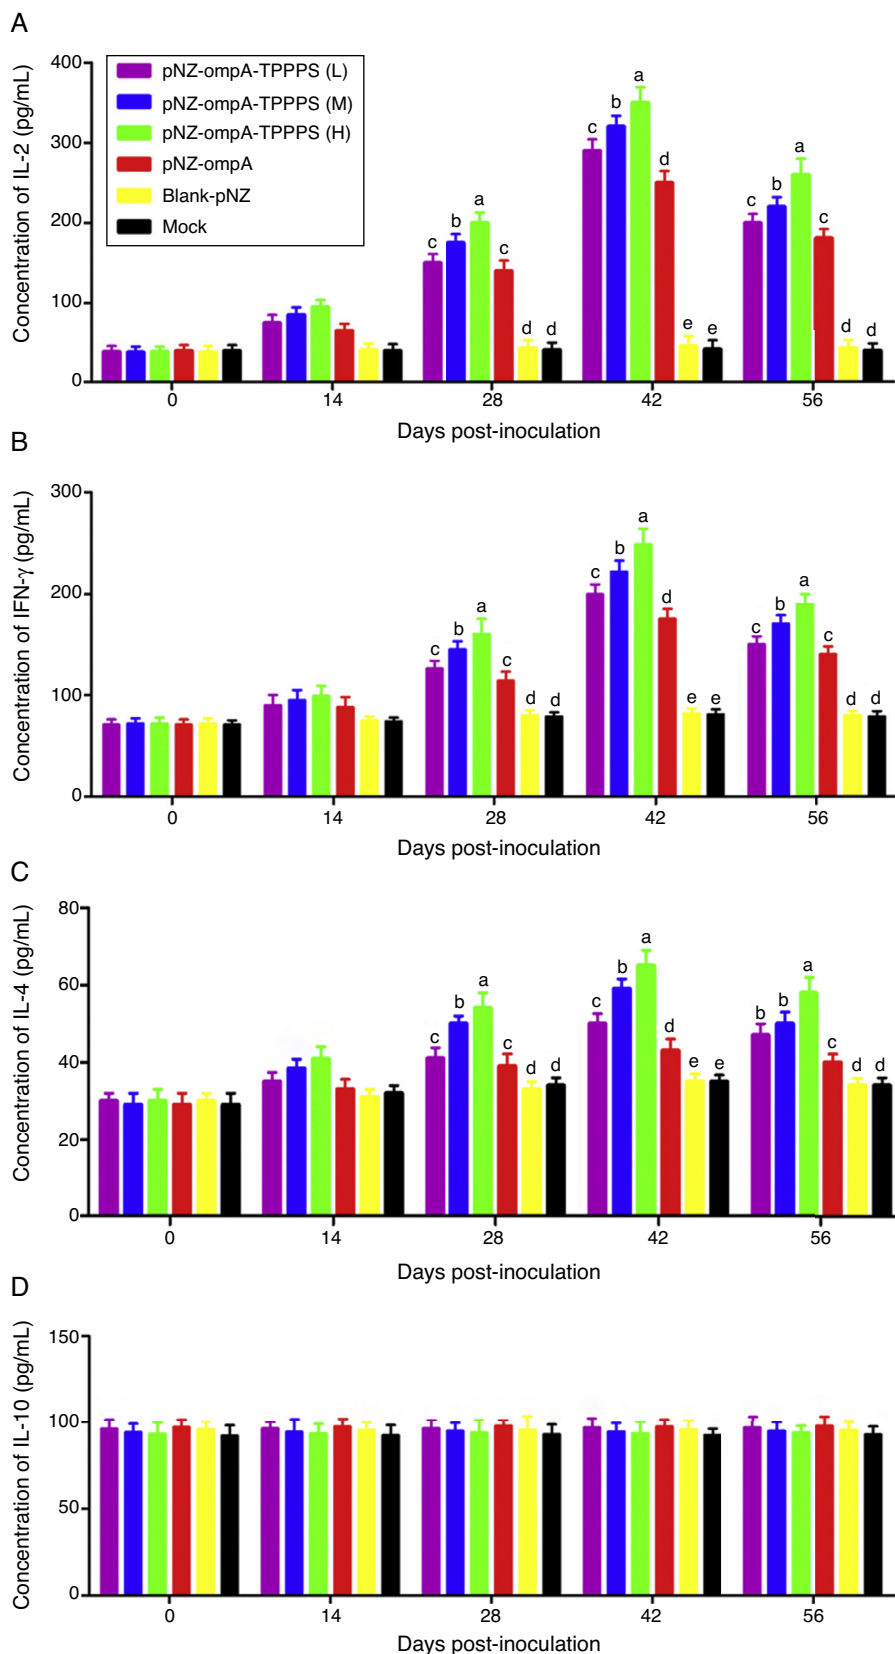 A
Concentration of IL-2 (pg/mL)
400
300
200
100
0
pNZ-ompA-TPPPS (L)
pNZ-ompA-TPPPS (M)
pNZ-ompA-TPPPS (H)
pNZ-ompA
Blank-pNZ
Mock
c b a c d d
c b a d e e
c b a c d d
0 14 28 42 56
Days post-inoculation
B
Concentration of IFN-γ (pg/mL)
300
200
100
0
c b a c d d
c b a d e e
c b a c d d
0 14 28 42 56
Days post-inoculation
C
Concentration of IL-4 (pg/mL)
80
60
40
20
0
c b a c d d
c b a d e e
b b a c d d
0 14 28 42 56
Days post-inoculation
D
Concentration of IL-10 (pg/mL)
150
100
50
0
0 14 28 42 56
Days post-inoculation